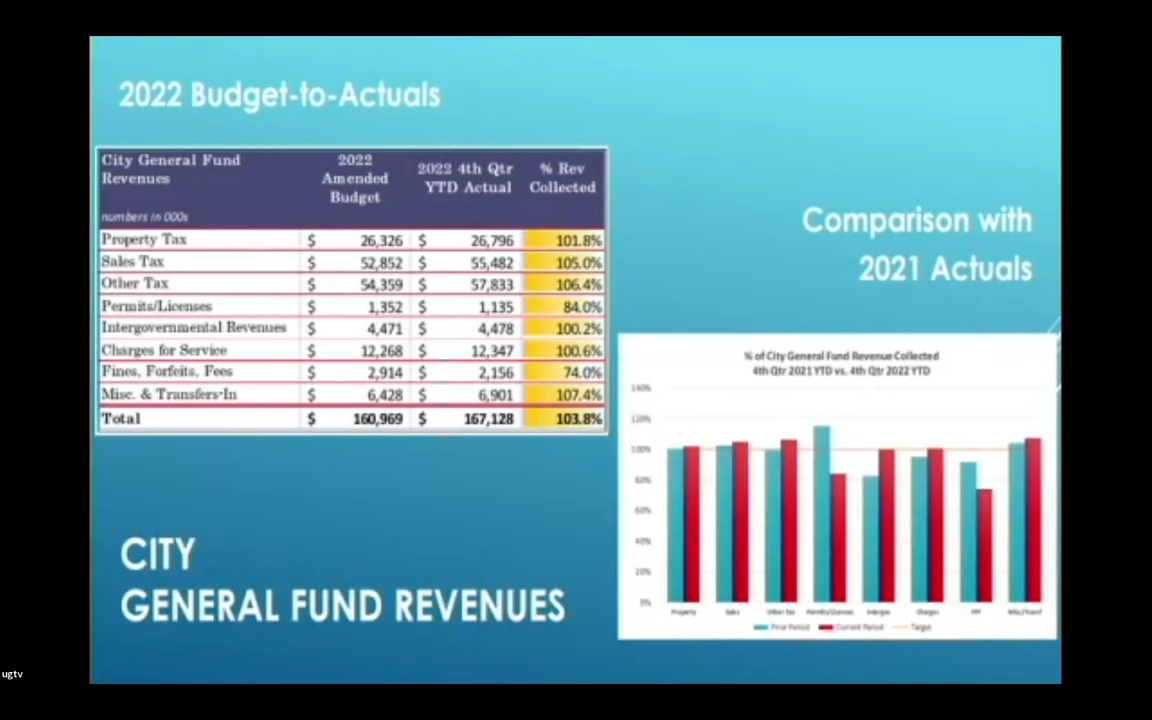 2022 Budget-to-Actuals
City General Fund Revenues
numbers in 000s
2022 Amended Budget
2022 4th Qtr YTD Actual
% Rev Collected
Property Tax $ 26,326 $ 26,796 101.8%
Sales Tax $ 52,852 $ 55,482 105.0%
Other Tax $ 54,359 $ 57,833 106.4%
Permits/Licenses $ 1,352 $ 1,135 84.0%
Intergovernmental Revenues $ 4,471 $ 4,478 100.2%
Charges for Service $ 12,268 $ 12,347 100.6%
Fines, Forfeits, Fees $ 2,914 $ 2,156 74.0%
Misc. & Transfers-In $ 6,428 $ 6,901 107.4%
Total $ 160,969 $ 167,128 103.8%
Comparison with
2021 Actuals
% of City General Fund Revenue Collected
4th Qtr 2021 YTD vs. 4th Qtr 2022 YTD
140%
120%
100%
80%
60%
40%
20%
0%
Property Sales Other Tax Permits/Licenses Intergov Charges FFF Misc/Transf
Prior Period Current Period Target
CITY
GENERAL FUND REVENUES
ugtv